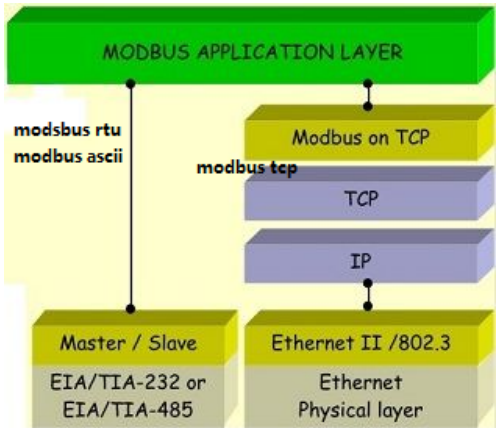 MODBUS APPLICATION LAYER
modsbus rtu
modbus ascii
Modbus on TCP
modbus tcp
TCP
IP
Master / Slave
EIA/TIA-232 or
EIA/TIA-485
Ethernet II /802.3
Ethernet
Physical layer